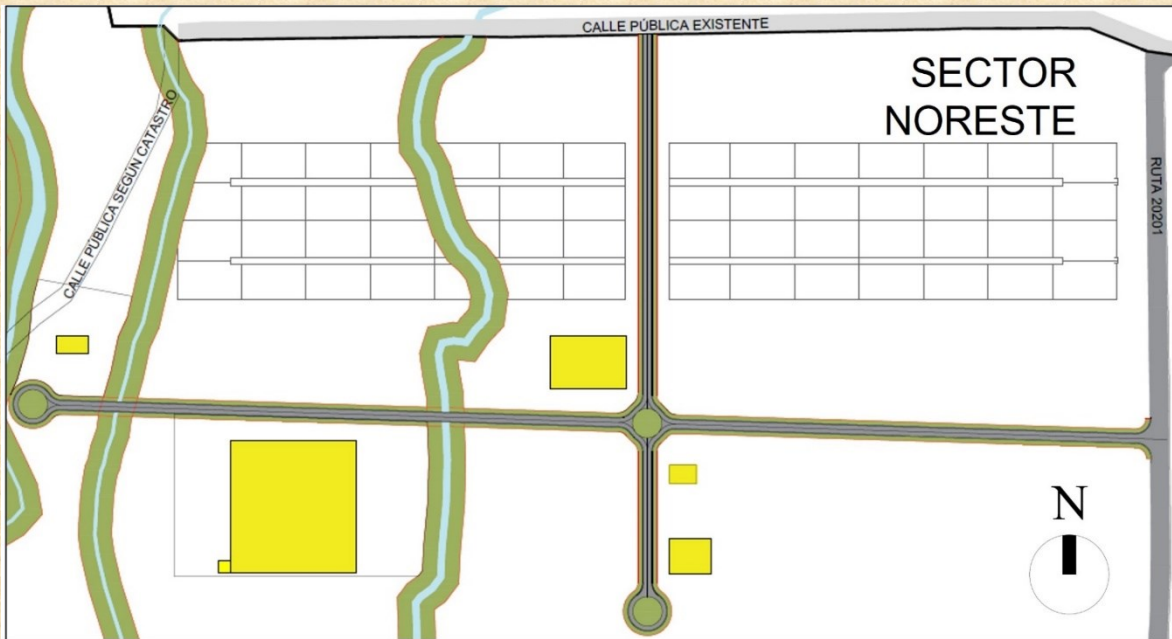 CALLE PÚBLICA EXISTENTE
SECTOR
NORESTE
CALLE PÚBLICA SEGÚN CATASTRO
RUTA 20201
N